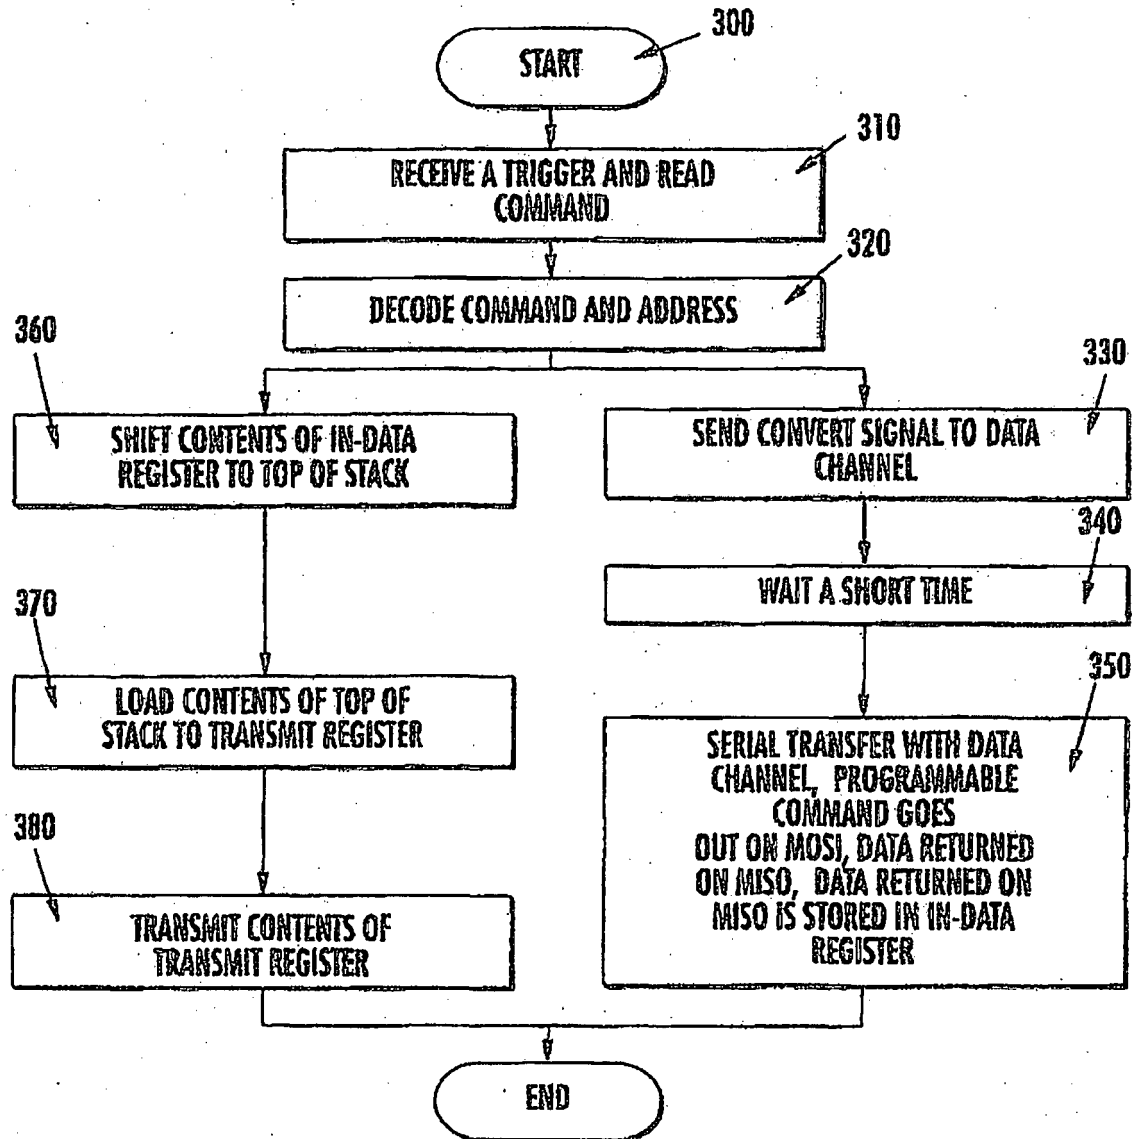 300
START
310
RECEIVE A TRIGGER AND READ
COMMAND
320
DECODE COMMAND AND ADDRESS
360
SHIFT CONTENTS OF IN-DATA
REGISTER TO TOP OF STACK
330
SEND CONVERT SIGNAL TO DATA
CHANNEL
340
WAIT A SHORT TIME
370
LOAD CONTENTS OF TOP OF
STACK TO TRANSMIT REGISTER
350
SERIAL TRANSFER WITH DATA
CHANNEL, PROGRAMMABLE
COMMAND GOES
OUT ON MOSI, DATA RETURNED
ON MISO, DATA RETURNED ON
MISO IS STORED IN IN-DATA
REGISTER
380
TRANSMIT CONTENTS OF
TRANSMIT REGISTER
END